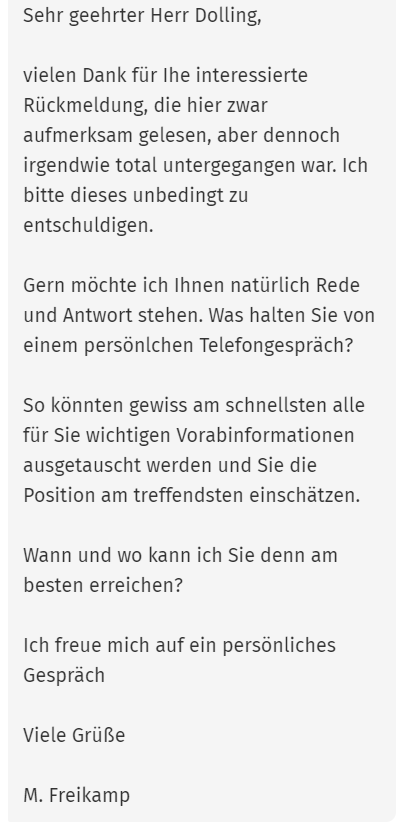 Sehr geehrter Herr Dolling,
vielen Dank für Ihe interessierte
Rückmeldung, die hier zwar
aufmerksam gelesen, aber dennoch
irgendwie total untergegangen war. Ich
bitte dieses unbedingt zu
entschuldigen.
Gern möchte ich Ihnen natürlich Rede
und Antwort stehen. Was halten Sie von
einem persönlchen Telefongespräch?
So könnten gewiss am schnellsten alle
für Sie wichtigen Vorabinformationen
ausgetauscht werden und Sie die
Position am treffendsten einschätzen.
Wann und wo kann ich Sie denn am
besten erreichen?
Ich freue mich auf ein persönliches
Gespräch
Viele Grüße
M. Freikamp